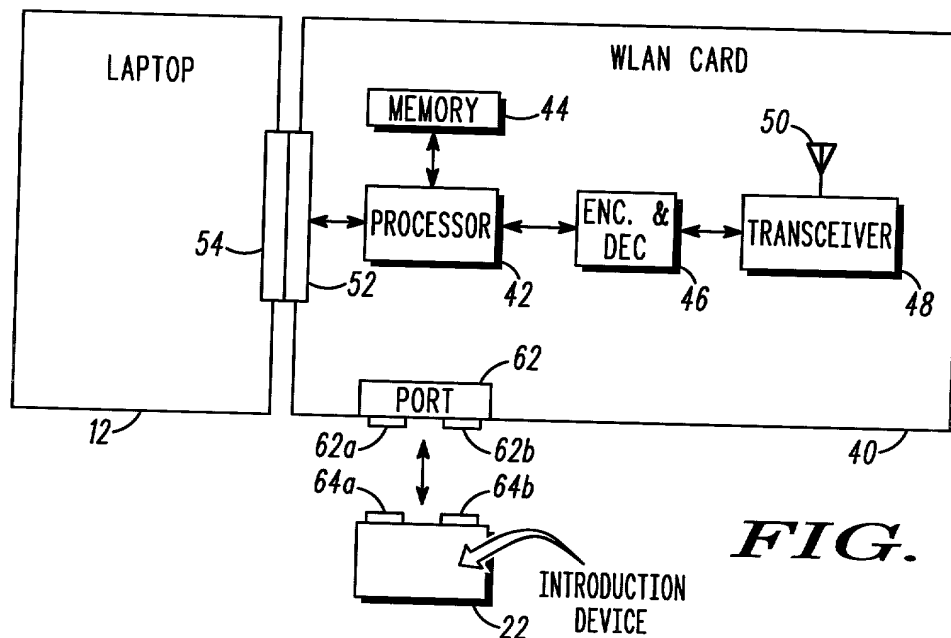 LAPTOP
WLAN CARD
MEMORY
44
50
PROCESSOR
ENC. &
DEC
TRANSCEIVER
54
52
42
46
48
62
PORT
12
62a
62b
40
64a
64b
FIG.
INTRODUCTION
DEVICE
22